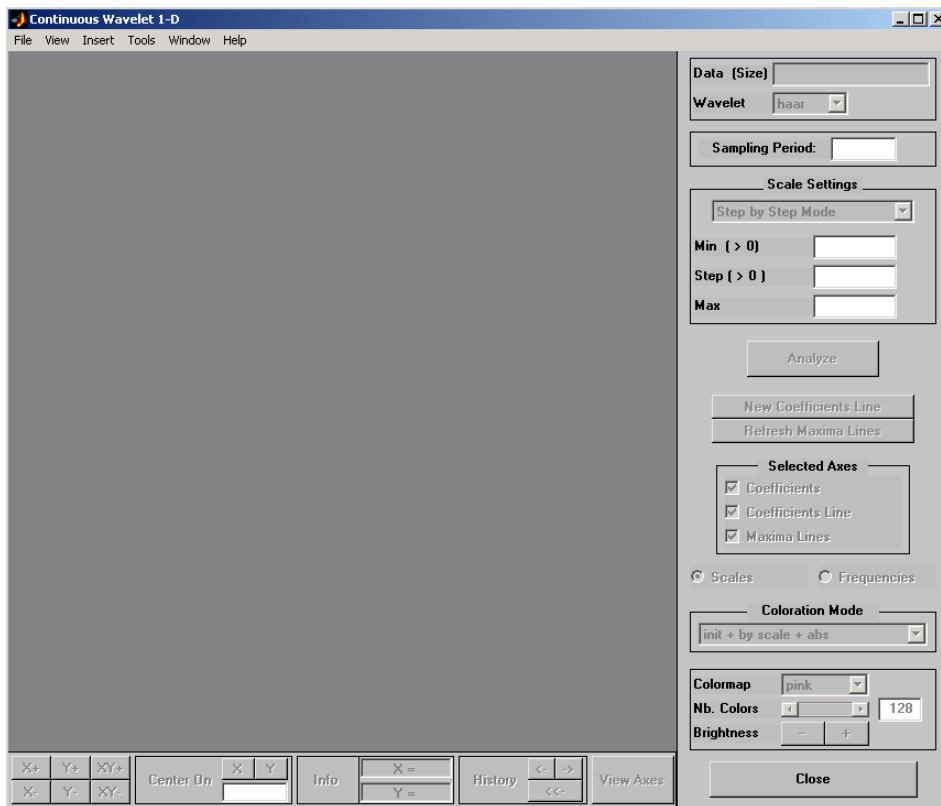 Continuous Wavelet 1-D
File View Insert Tools Window Help
Data (Size)
Wavelet haar
Sampling Period:
Scale Settings
Step by Step Mode
Min ( > 0)
Step ( > 0 )
Max
Analyze
New Coefficients Line
Refresh Maxima Lines
Selected Axes
Coefficients
Coefficients Line
Maxima Lines
Scales Frequencies
Coloration Mode
init + by scale + abs
Colormap pink
Nb. Colors 128
Brightness - +
X+ Y+ XY+ Center On X Y Info X = History <- -> View Axes Close
X- Y- XY- Y = <<-